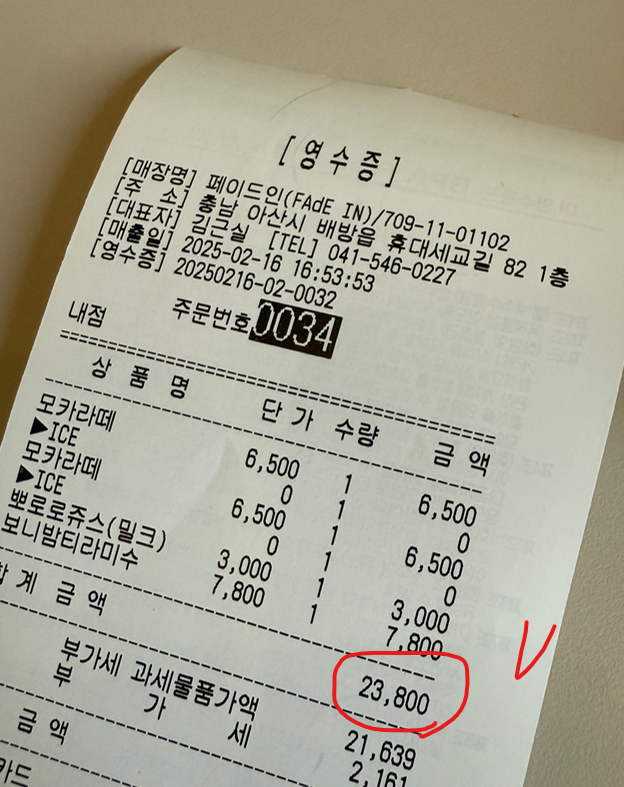 [영수증]
[매장명] 페이드인(FAdE IN)/709-11-01102
[주 소] 충남 아산시 배방읍 휴대세교길 82 1층
[대표자] 김근실 [TEL] 041-546-0227
[매출일] 2025-02-16 16:53:53
[영수증] 20250216-02-0032
내점 주문번호 0034
상 품 명 단 가 수량 금 액
모카라떼 6,500 1 6,500
▶ICE 0 1 0
모카라떼 6,500 1 6,500
▶ICE 0 1 0
뽀로로쥬스(밀크) 3,000 1 3,000
보니밤티라미수 7,800 1 7,800
합 계 금 액 23,800
부가세 과세물품가액 21,639
부 가 세 2,161
금 액
카드